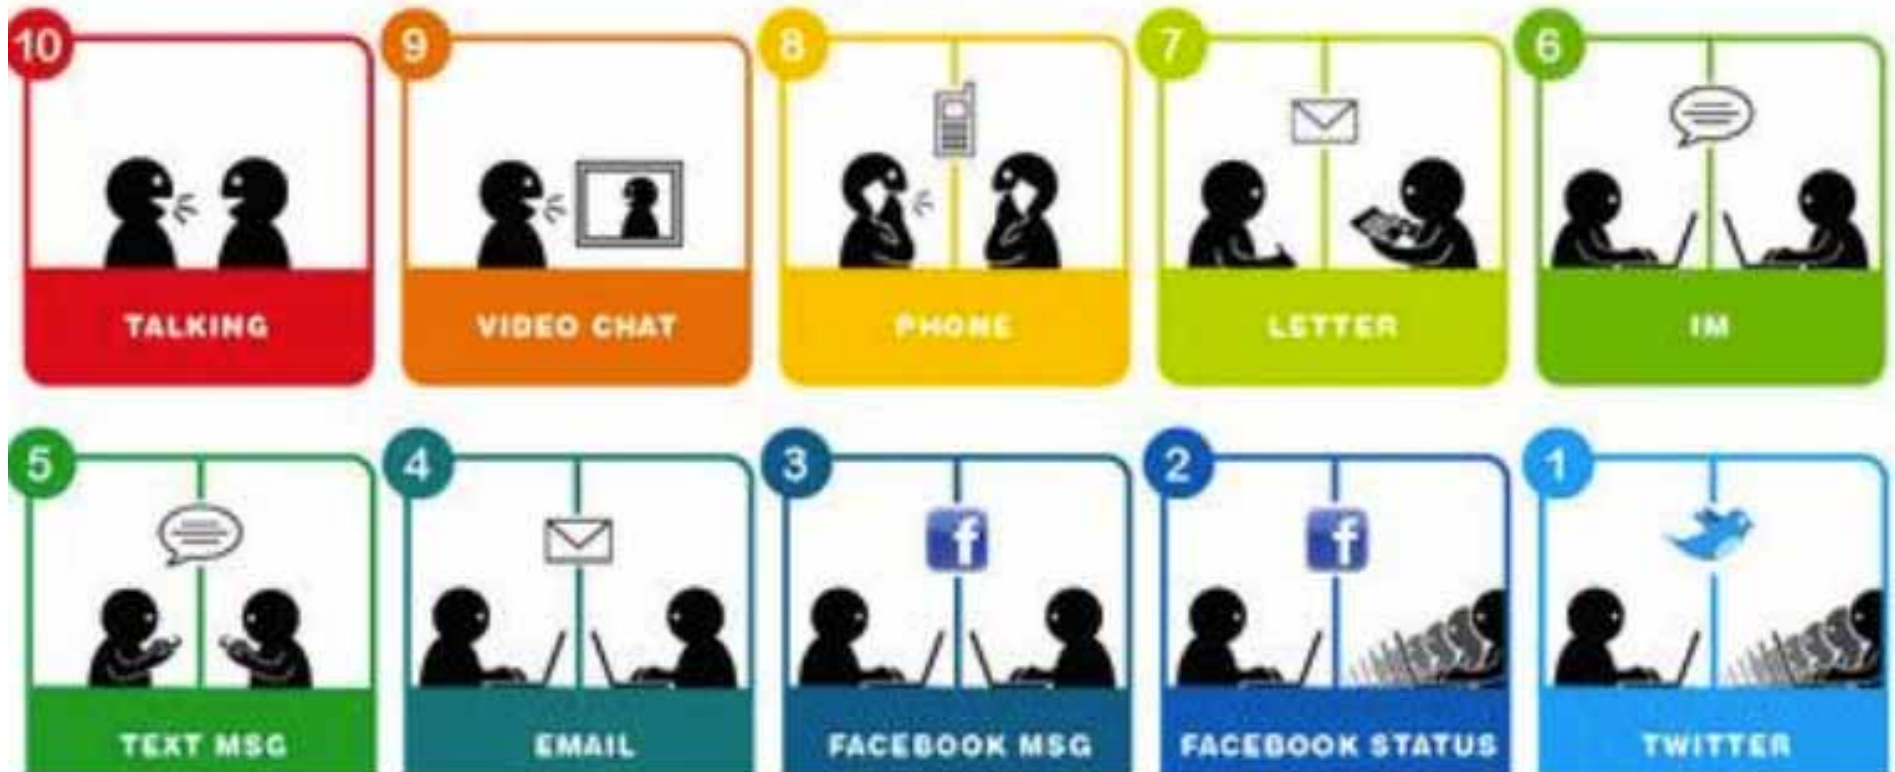 10
TALKING
9
VIDEO CHAT
8
PHONE
7
LETTER
6
IM
5
TEXT MSG
4
EMAIL
3
f
FACEBOOK MSG
2
f
FACEBOOK STATUS
1
TWITTER